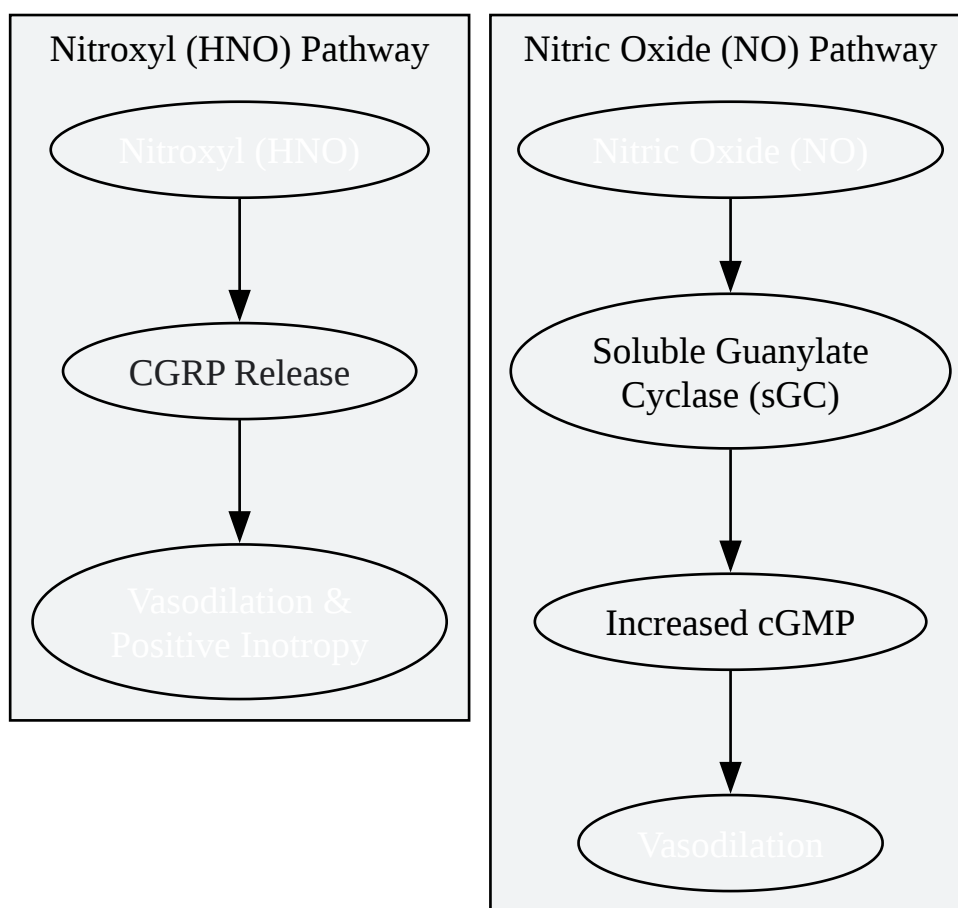 Nitroxyl (HNO) Pathway
Nitroxyl (HNO)
CGRP Release
Vasodilation &
Positive Inotropy
Nitric Oxide (NO) Pathway
Nitric Oxide (NO)
Soluble Guanylate
Cyclase (sGC)
Increased cGMP
Vasodilation